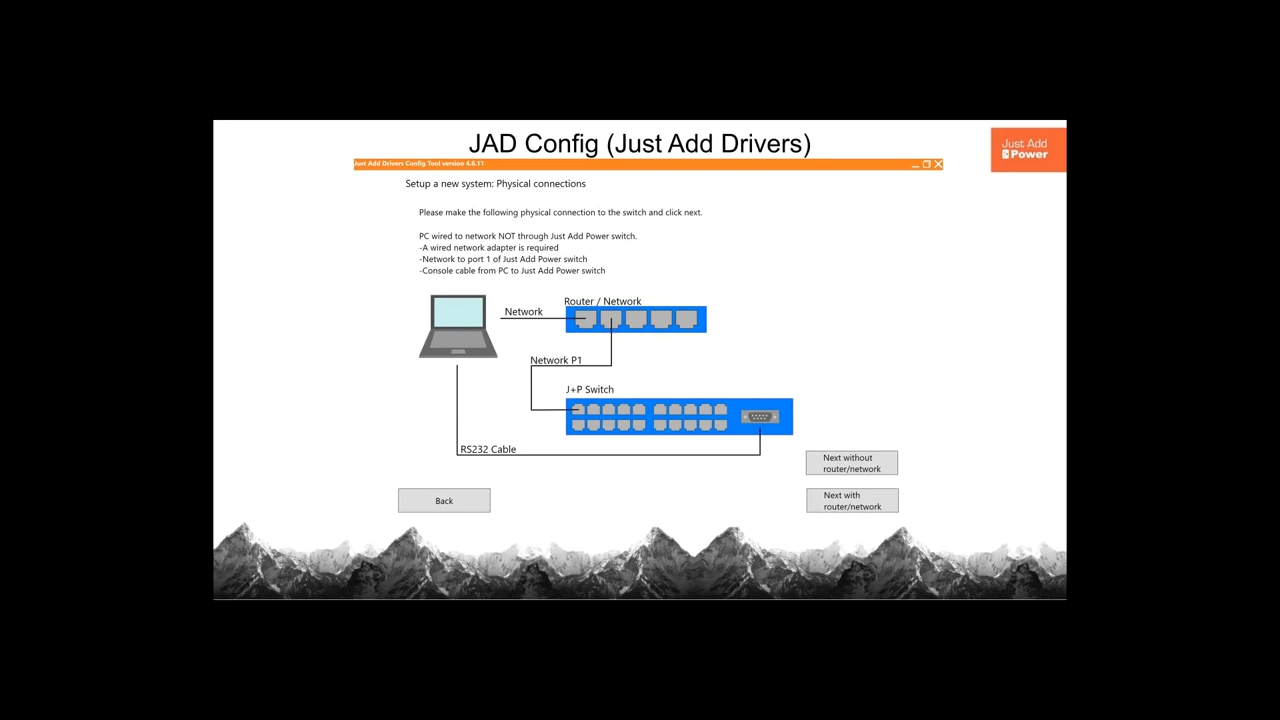 JAD Config (Just Add Drivers)
Just Add
Power
Just Add Drivers Config Tool version 4.6.11
Setup a new system: Physical connections
Please make the following physical connection to the switch and click next.
PC wired to network NOT through Just Add Power switch.
-A wired network adapter is required
-Network to port 1 of Just Add Power switch
-Console cable from PC to Just Add Power switch
Router / Network
Network
Network P1
J+P Switch
RS232 Cable
Next without
router/network
Back
Next with
router/network